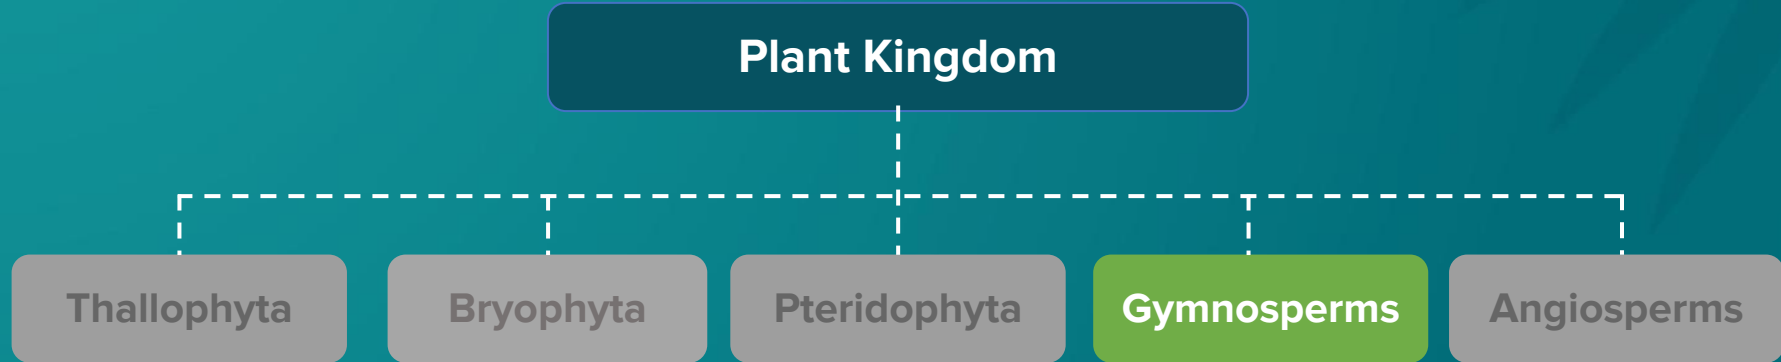 Plant Kingdom
Thallophyta
Bryophyta
Pteridophyta
Gymnosperms
Angiosperms